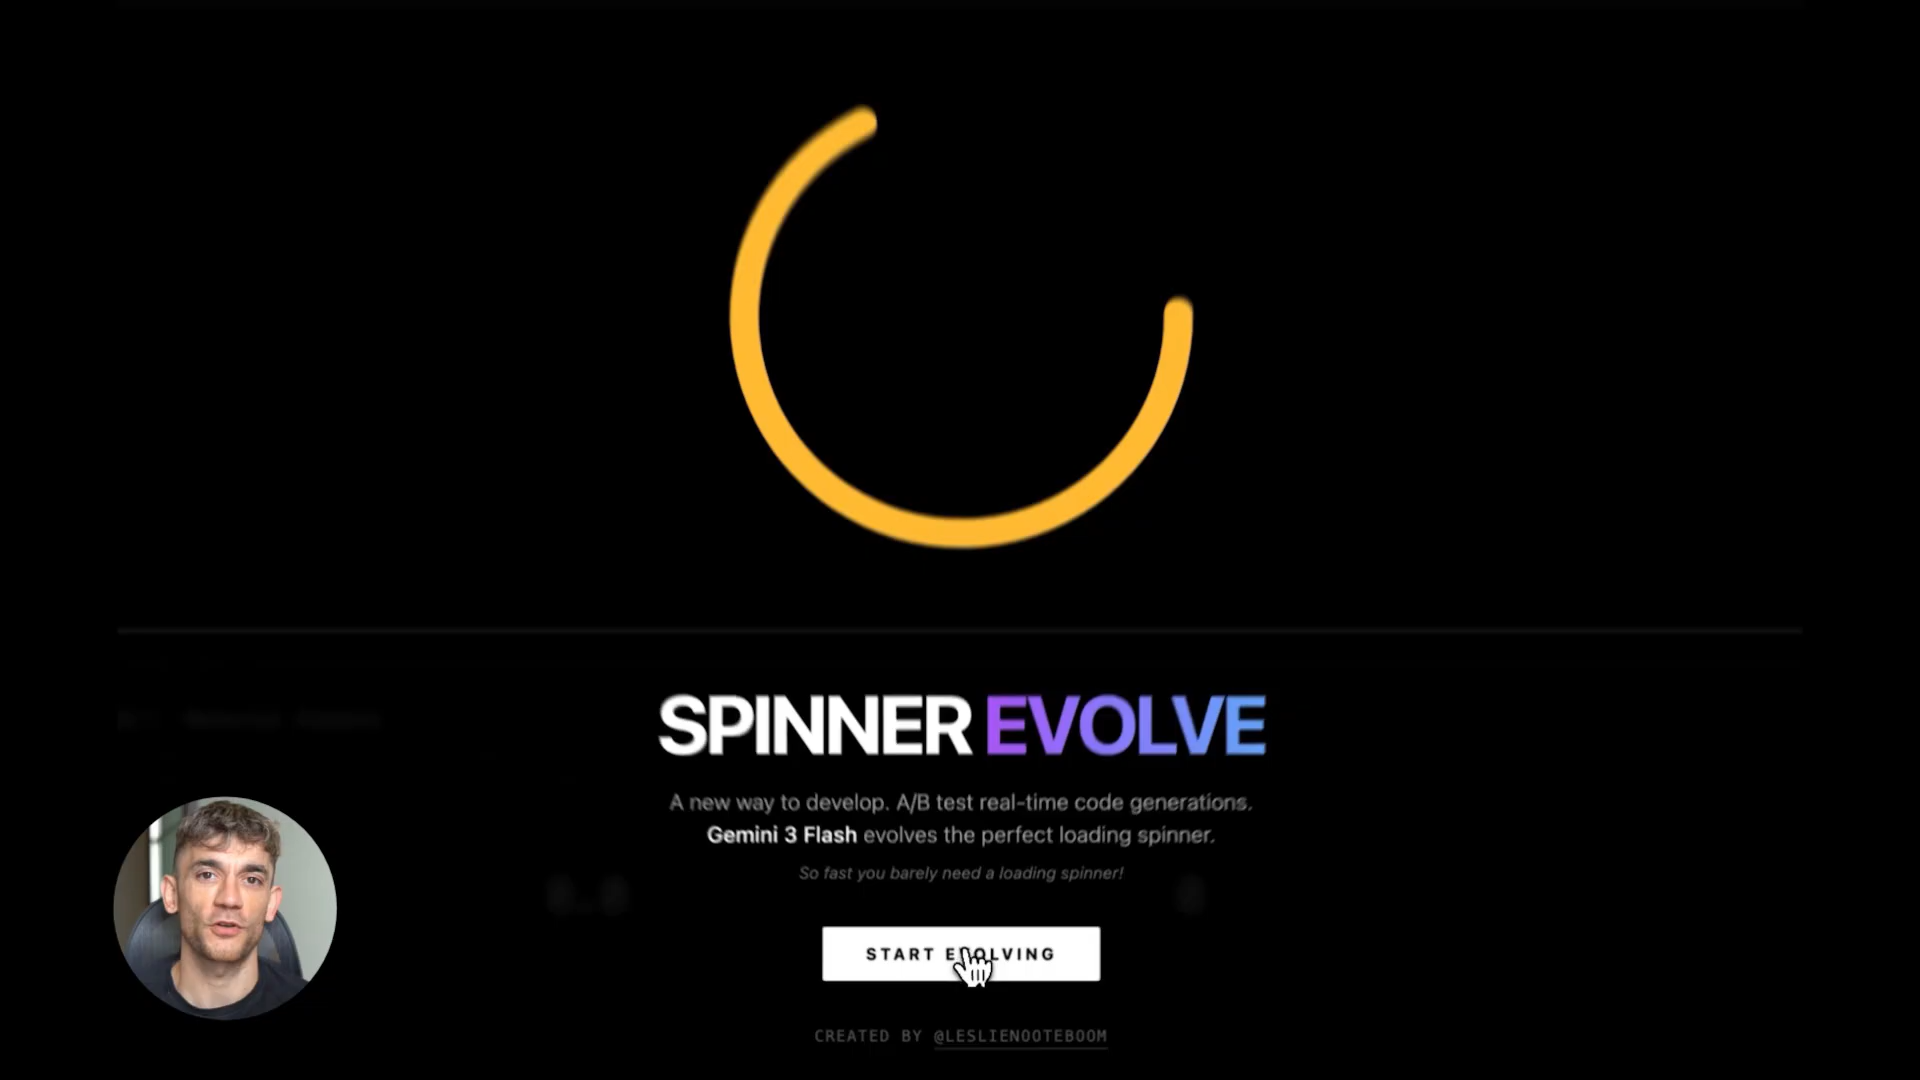 SPINNER EVOLVE
A new way to develop. A/B test real-time code generations.
Gemini 3 Flash evolves the perfect loading spinner.
So fast you barely need a loading spinner!
START EVOLVING
CREATED BY @LESLIENOOTEBOOM